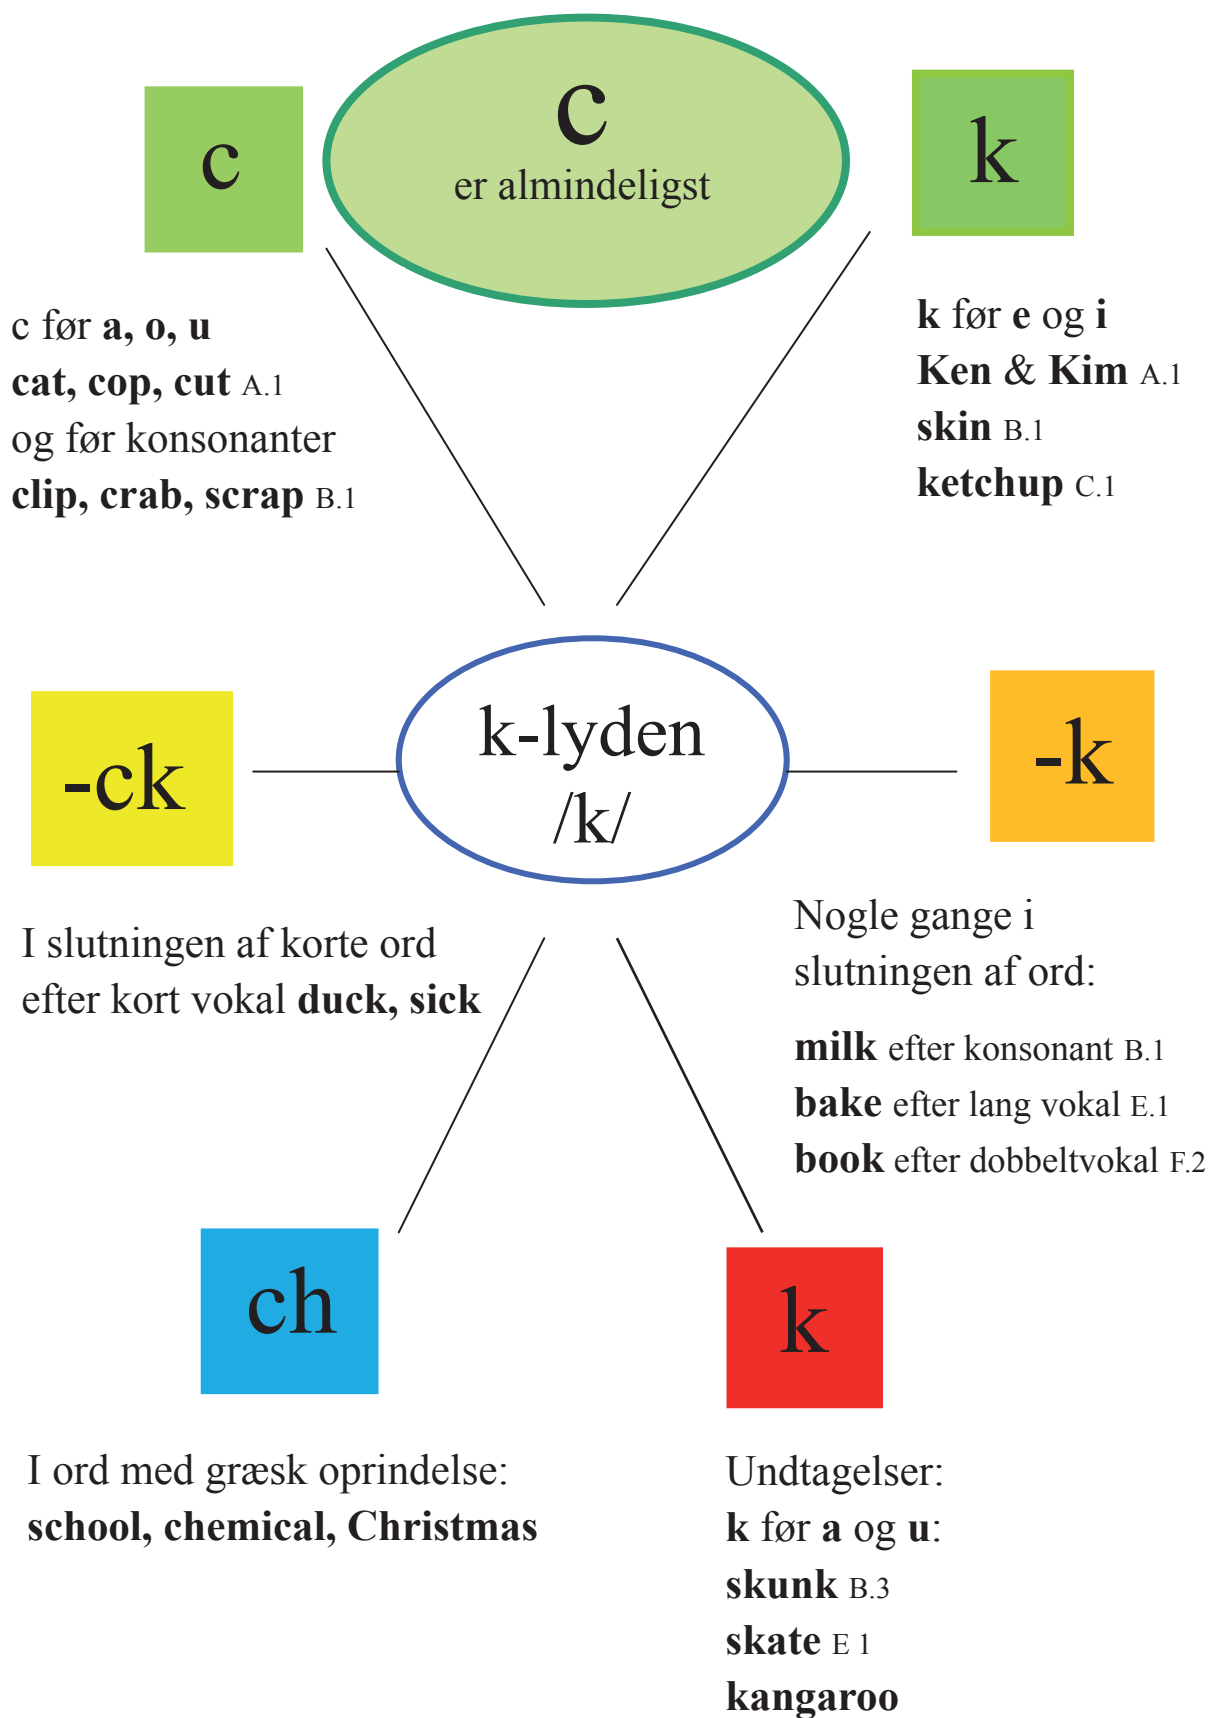 c
c
er almindeligst
k
c før a, o, u
cat, cop, cut A.1
og før konsonanter
clip, crab, scrap B.1
k før e og i
Ken & Kim A.1
skin B.1
ketchup C.1
-ck
k-lyden
/k/
-k
I slutningen af korte ord
efter kort vokal duck, sick
Nogle gange i
slutningen af ord:
milk efter konsonant B.1
bake efter lang vokal E.1
book efter dobbeltvokal F.2
ch
k
I ord med græsk oprindelse:
school, chemical, Christmas
Undtagelser:
k før a og u:
skunk B.3
skate E 1
kangaroo